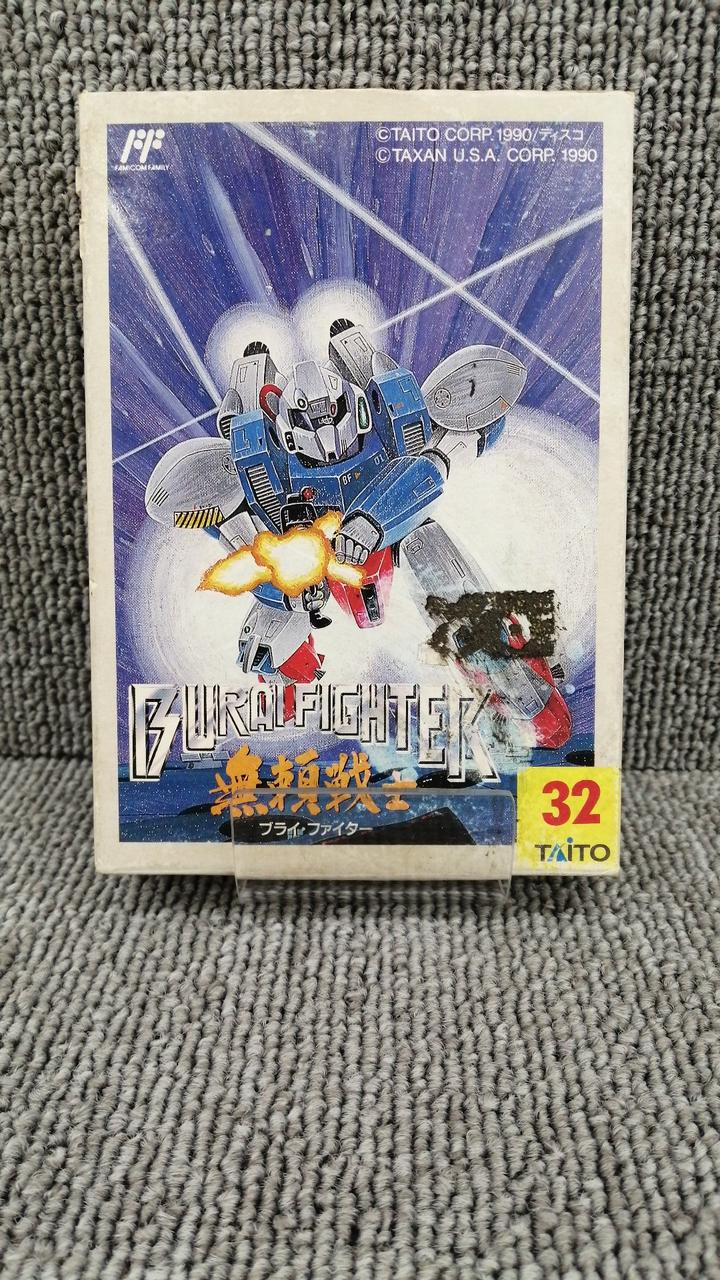 FAMICOM FAMILY
©TAITO CORP. 1990/ディスコ
©TAXAN U.S.A. CORP. 1990
BF
BURAI FIGHTER
無頼戦士
ブライファイター
32
TAITO